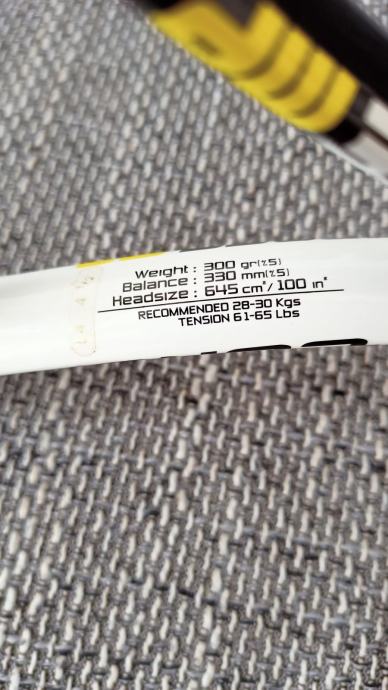 Weight : 300 gr(%5)
Balance : 330 mm(%5)
Headsize : 645 cm²/ 100 in²
RECOMMENDED 28-30 Kgs
TENSION 61-65 Lbs